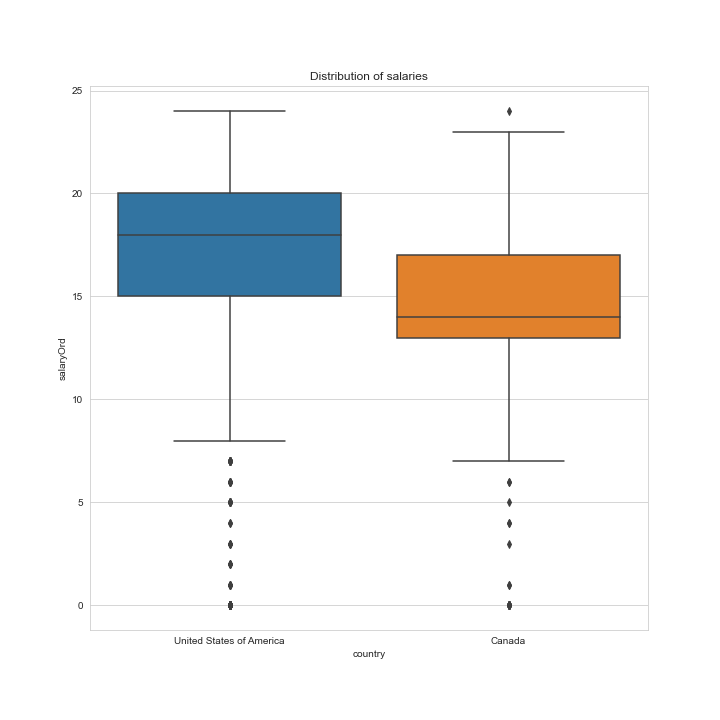 Distribution of salaries
25
20
15
10
5
0
salaryOrd
United States of America
Canada
country